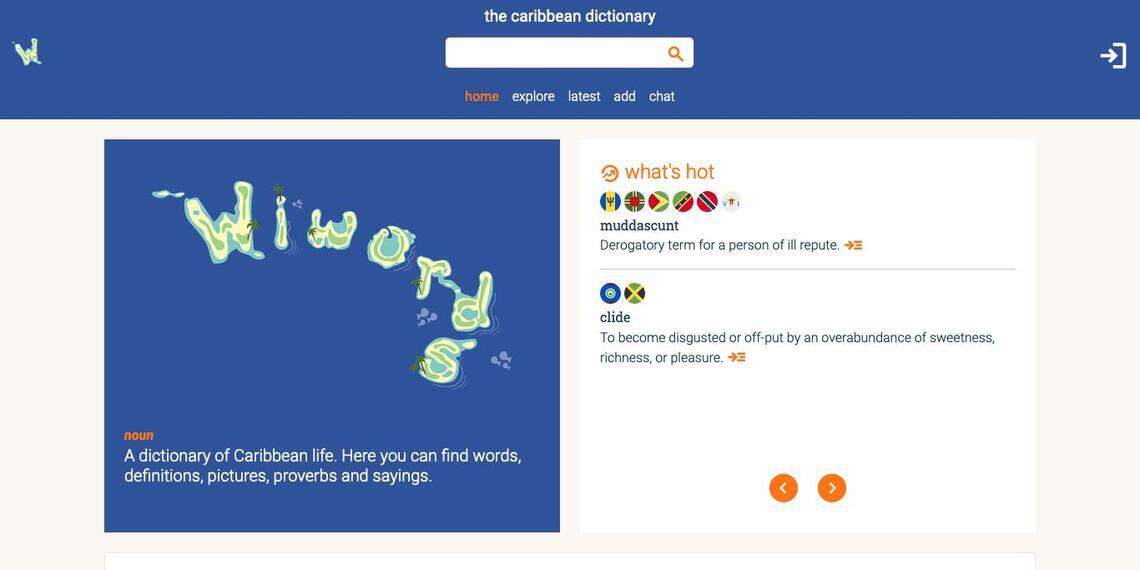 the caribbean dictionary
home explore latest add chat
Wiwords
noun
A dictionary of Caribbean life. Here you can find words,
definitions, pictures, proverbs and sayings.
what's hot
muddascunt
Derogatory term for a person of ill repute.
clide
To become disgusted or off-put by an overabundance of sweetness,
richness, or pleasure.